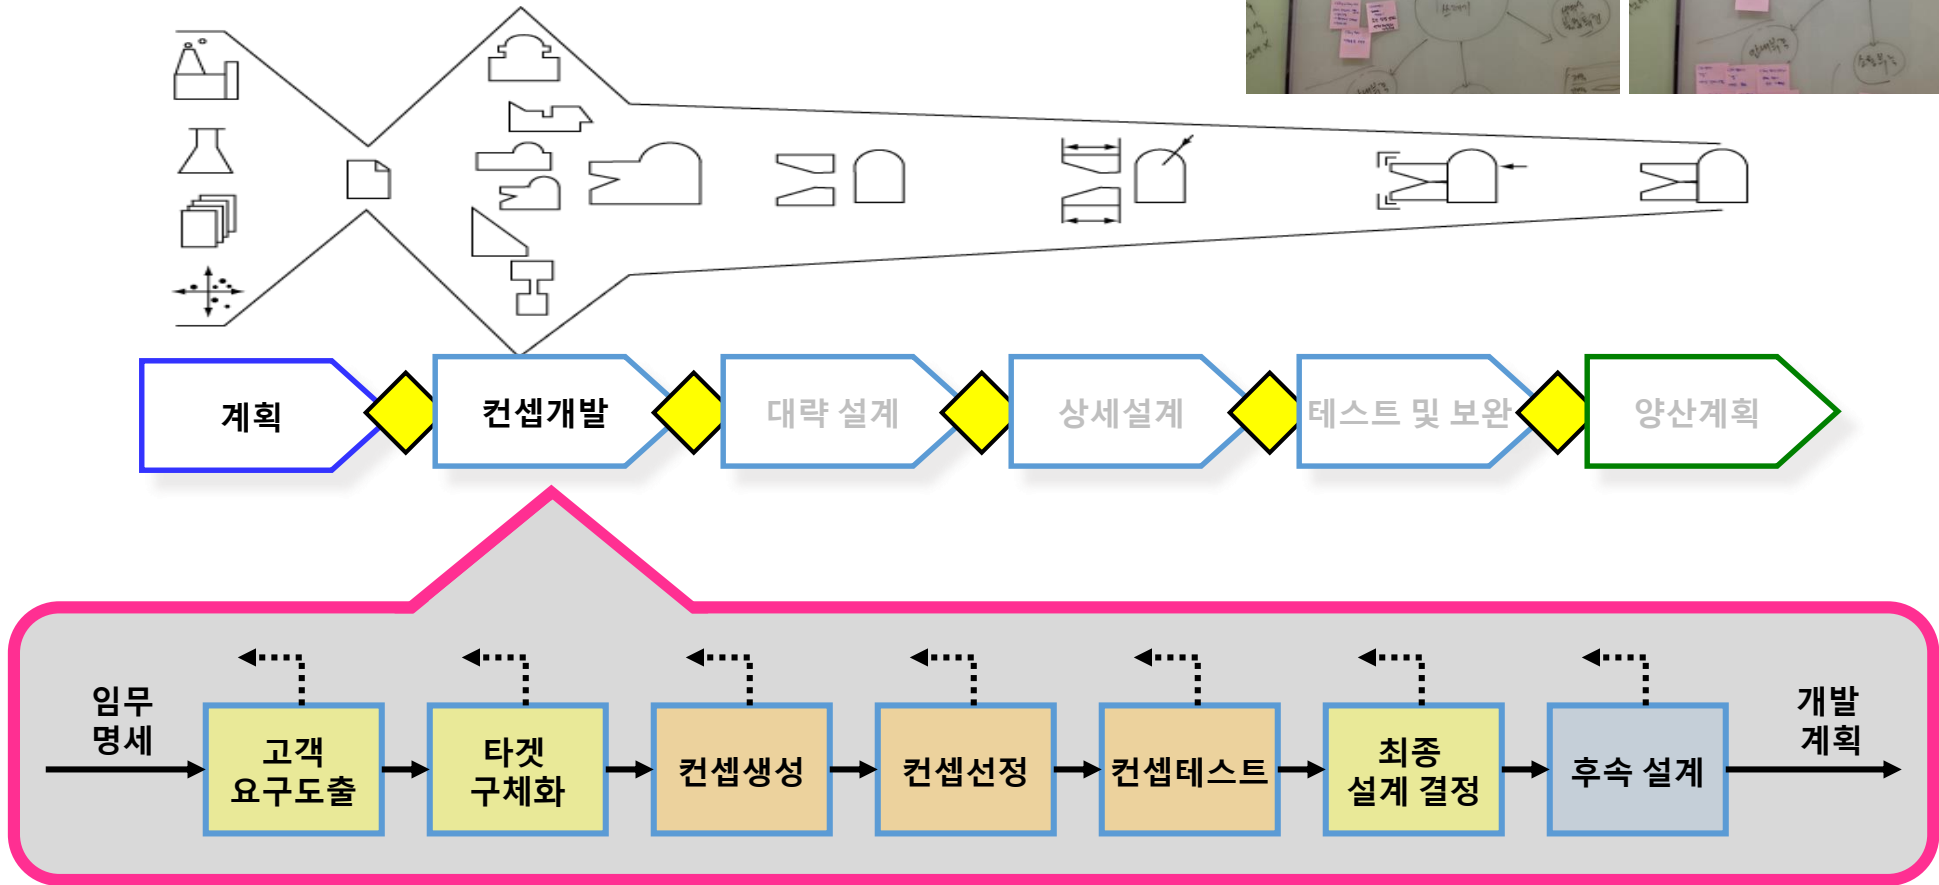 쓰레기
계획
컨셉개발
대략 설계
상세설계
테스트 및 보완
양산계획
임무
명세
고객
요구도출
타겟
구체화
컨셉생성
컨셉선정
컨셉테스트
최종
설계 결정
후속 설계
개발
계획